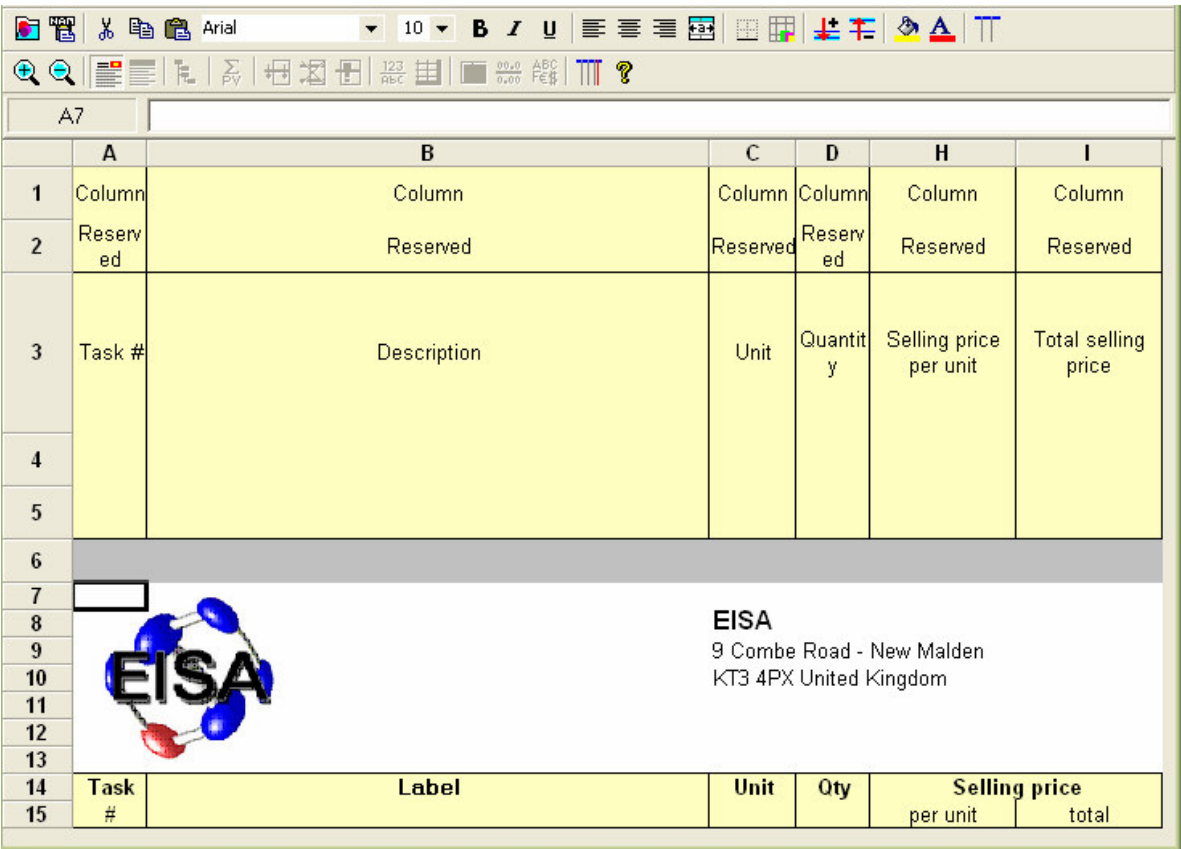 Arial 10 B I U
A7
A B C D H I
1 Column Column Column Column Column Column
2 Reserv
ed Reserved Reserved Reserv
ed Reserved Reserved
3 Task # Description Unit Quantit
y Selling price
per unit Total selling
price
4
5
6
7
8 EISA
9 9 Combe Road - New Malden
10 KT3 4PX United Kingdom
EISA
11
12
13
14 Task Label Unit Qty Selling price
15 # per unit total